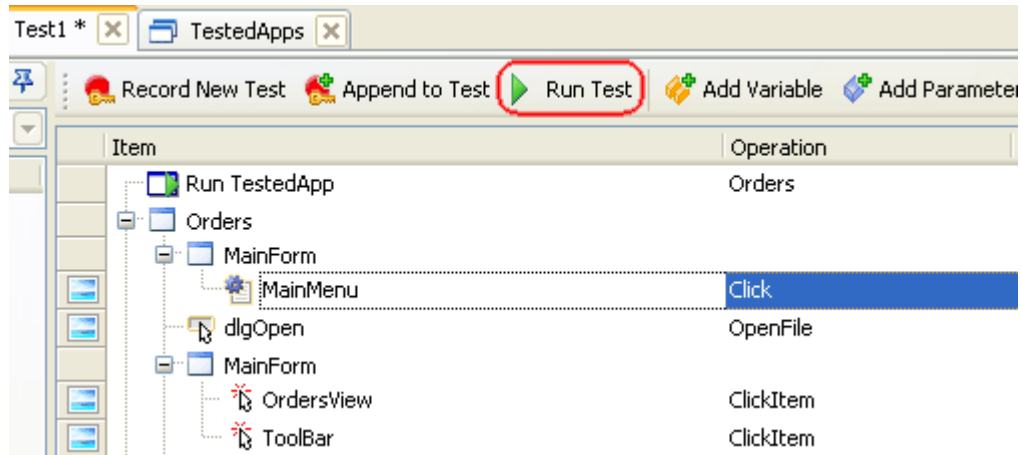 Test1 * TestedApps
Record New Test Append to Test Run Test Add Variable Add Parameter
Item Operation
Run TestedApp Orders
Orders
MainForm
MainMenu Click
dlgOpen OpenFile
MainForm
OrdersView ClickItem
ToolBar ClickItem